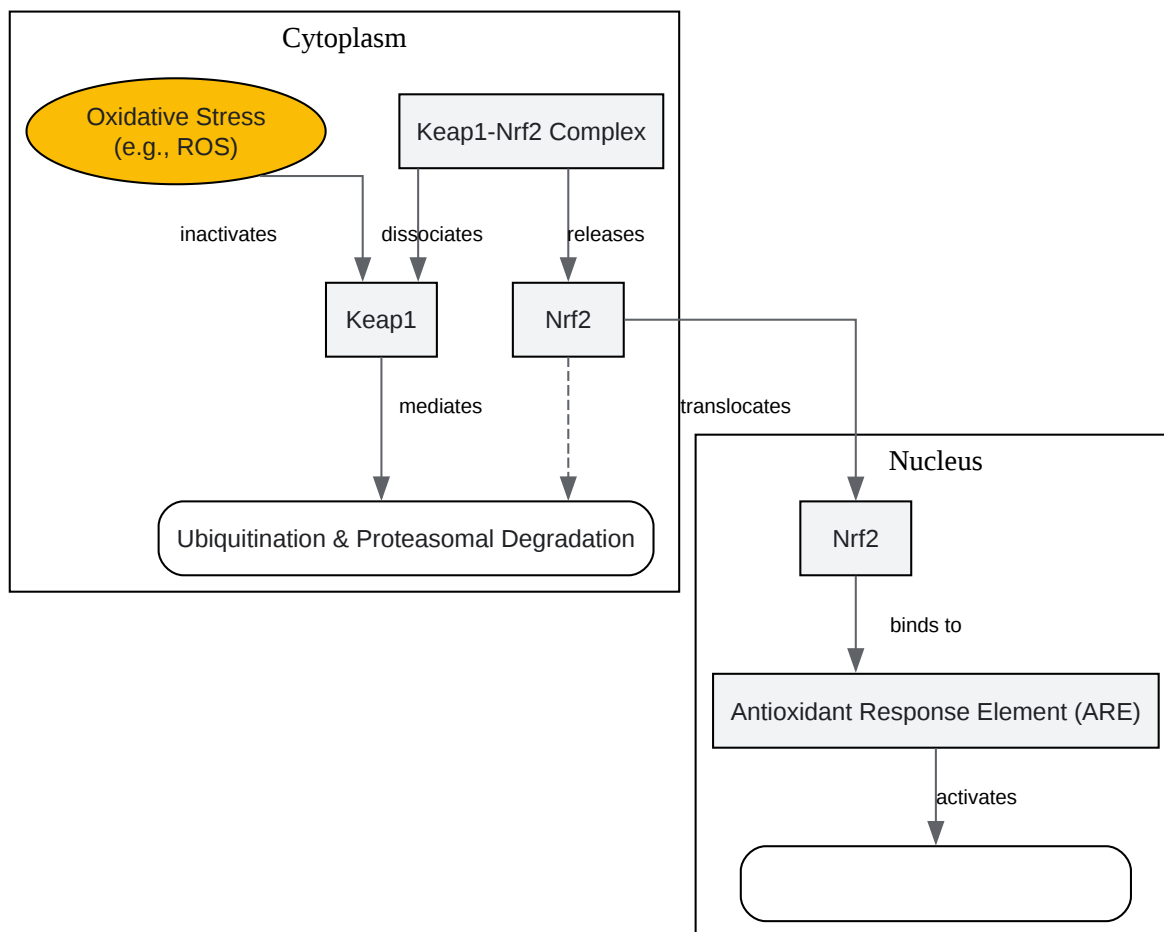 Cytoplasm
Oxidative Stress
(e.g., ROS)
Keap1-Nrf2 Complex
inactivates
dissociates
releases
Keap1
Nrf2
mediates
translocates
Ubiquitination & Proteasomal Degradation
Nucleus
Nrf2
binds to
Antioxidant Response Element (ARE)
activates